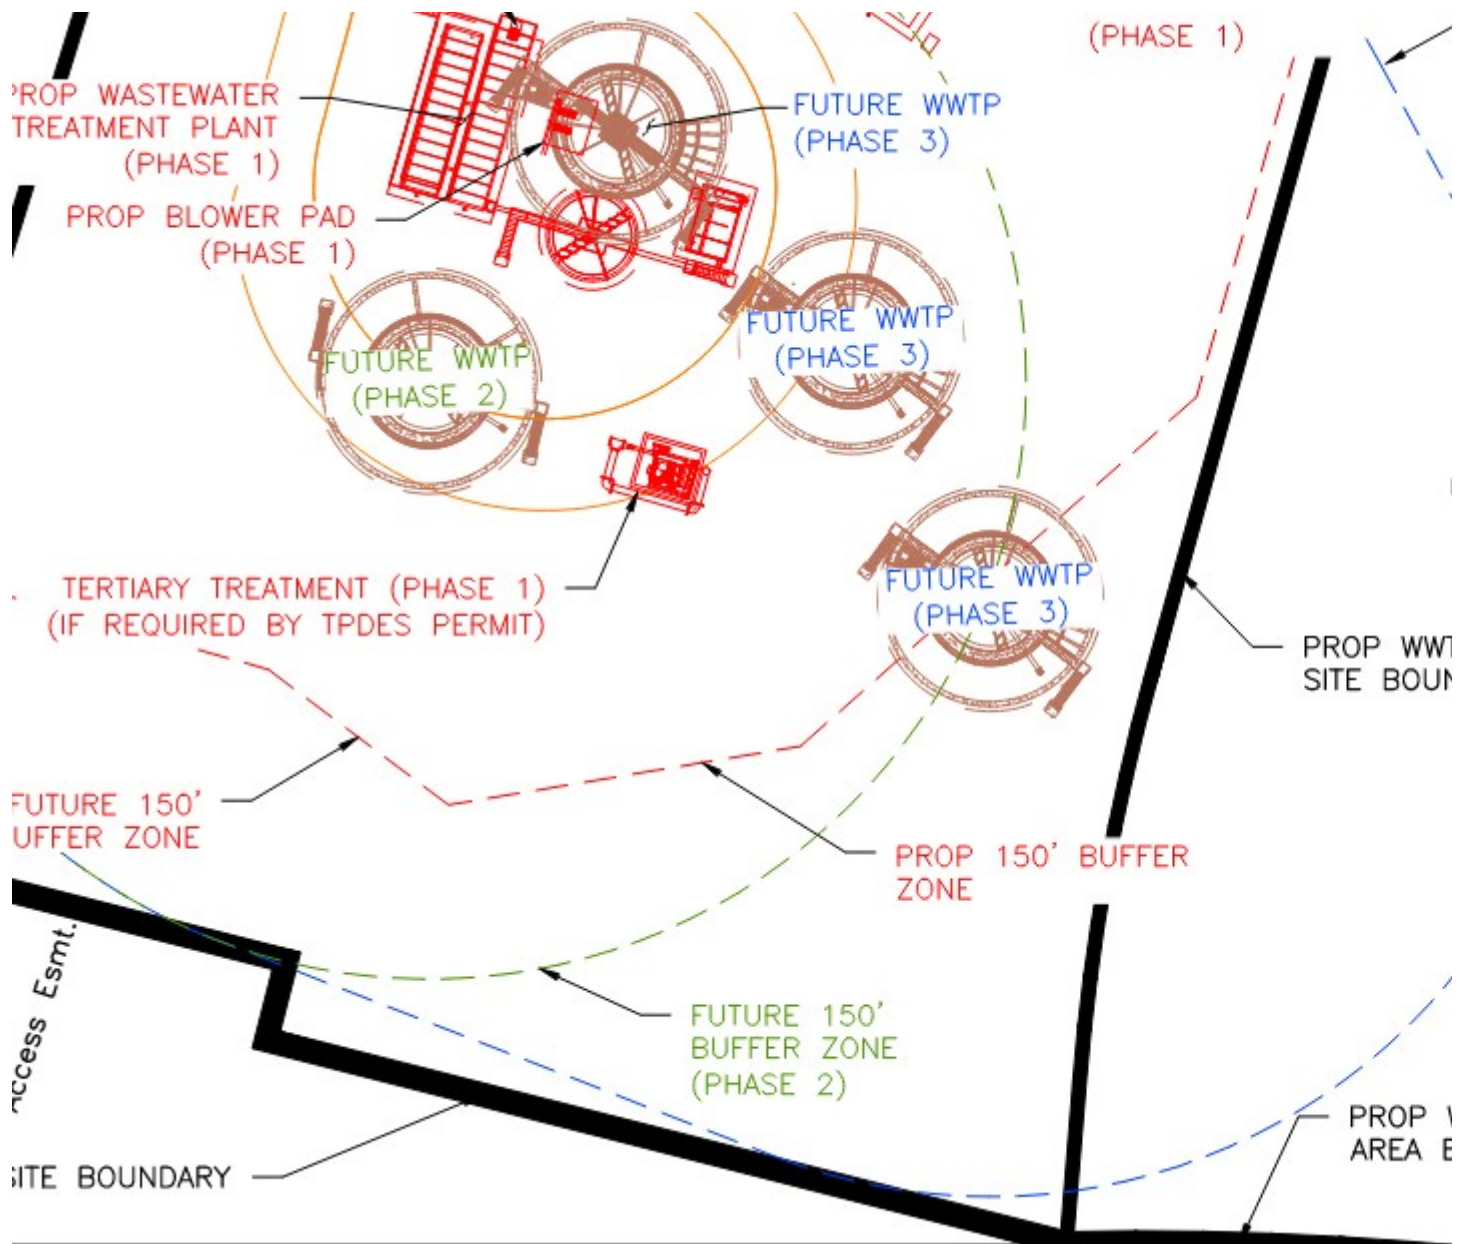 (PHASE 1)
PROP WASTEWATER
TREATMENT PLANT
(PHASE 1)
FUTURE WWTP
(PHASE 3)
PROP BLOWER PAD
(PHASE 1)
FUTURE WWTP
(PHASE 3)
FUTURE WWTP
(PHASE 2)
TERTIARY TREATMENT (PHASE 1)
(IF REQUIRED BY TPDES PERMIT)
FUTURE WWTP
(PHASE 3)
PROP WWT
SITE BOUN
FUTURE 150'
UFFER ZONE
PROP 150' BUFFER
ZONE
Access Esmt.
FUTURE 150'
BUFFER ZONE
(PHASE 2)
PROP
AREA
SITE BOUNDARY